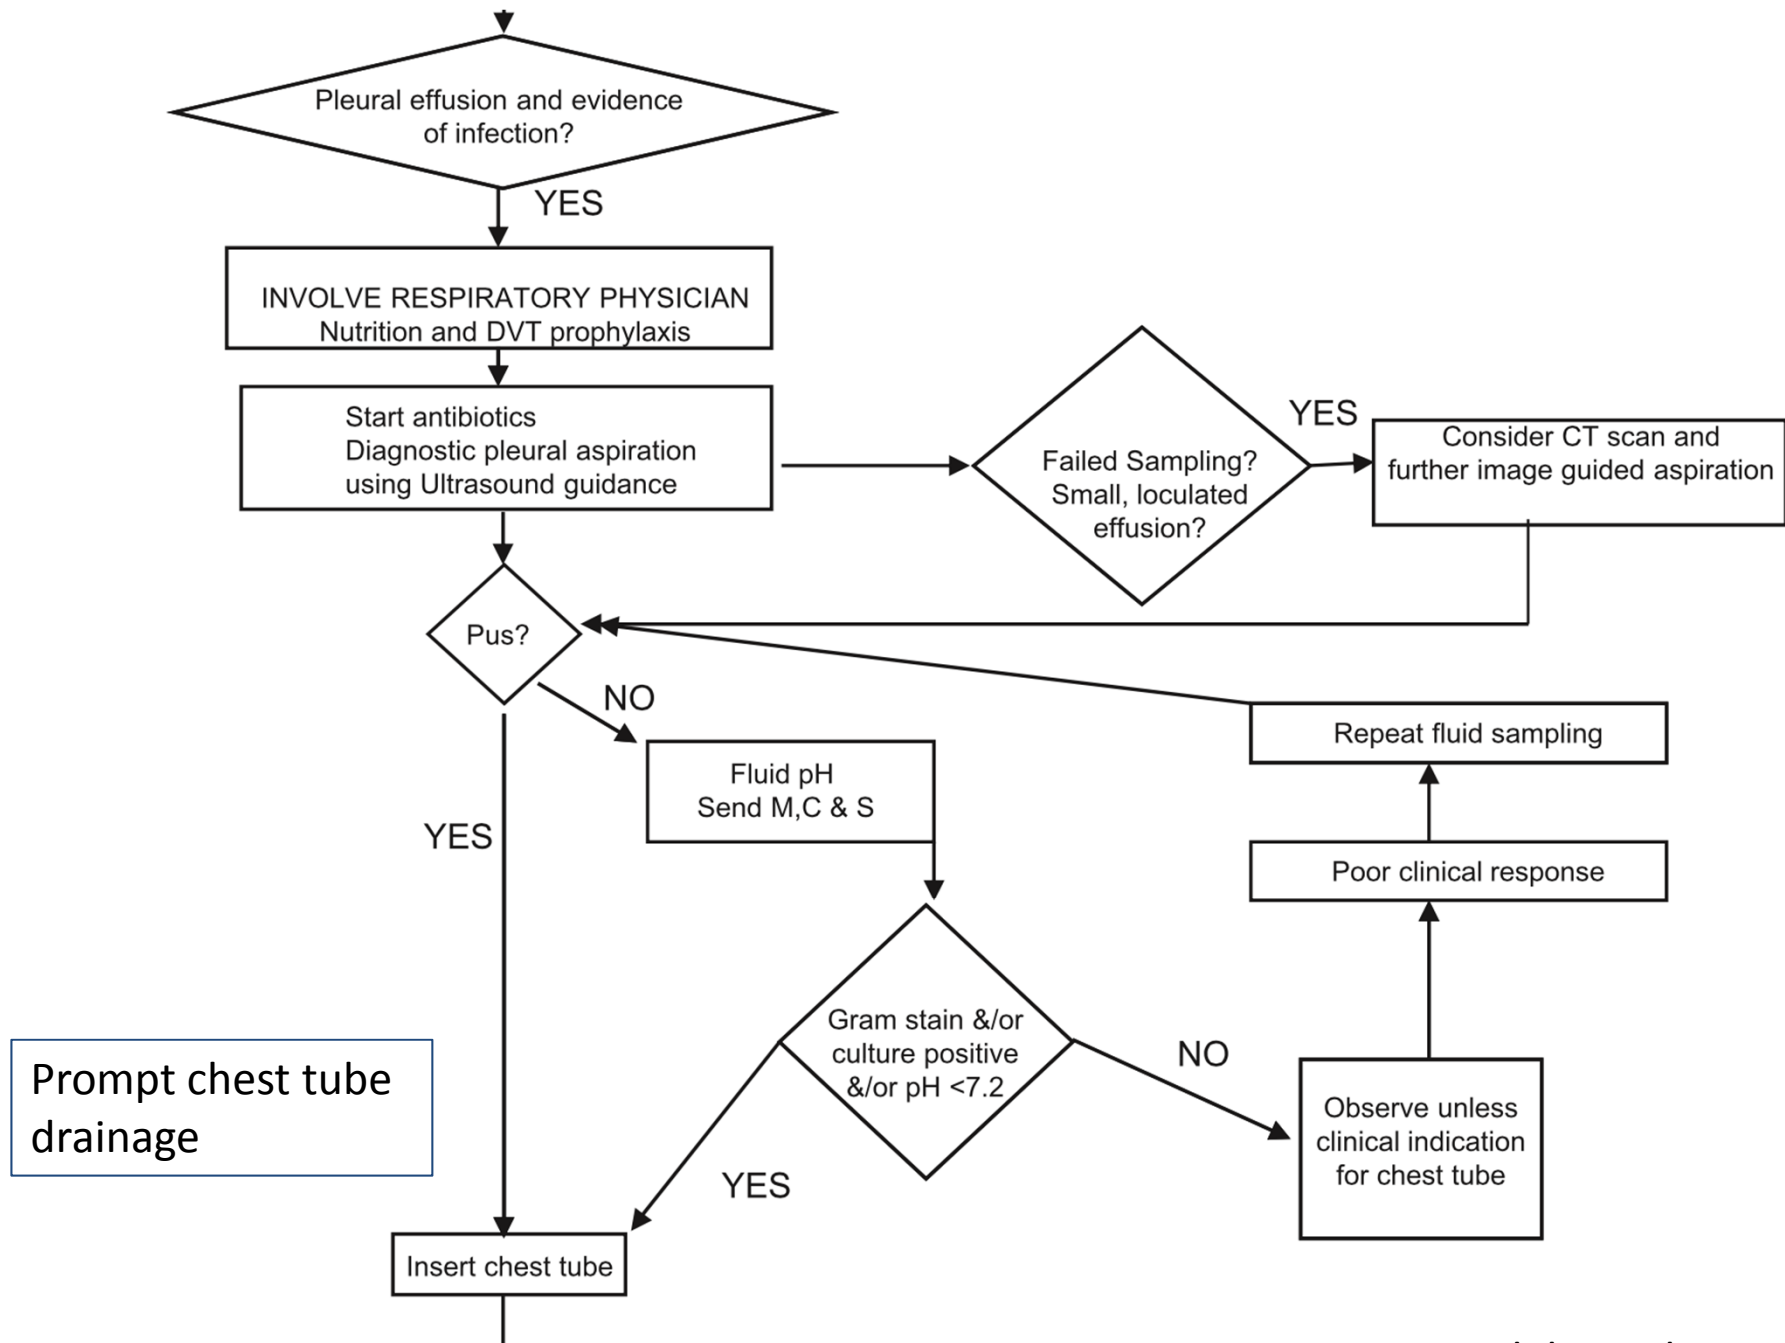 Pleural effusion and evidence
of infection?
YES
INVOLVE RESPIRATORY PHYSICIAN
Nutrition and DVT prophylaxis
Start antibiotics
Diagnostic pleural aspiration
using Ultrasound guidance
Failed Sampling?
Small, loculated
effusion?
YES
Consider CT scan and
further image guided aspiration
Pus?
NO
Fluid pH
Send M,C & S
Repeat fluid sampling
YES
Poor clinical response
Gram stain &/or
culture positive
&/or pH <7.2
NO
Observe unless
clinical indication
for chest tube
Prompt chest tube
drainage
YES
Insert chest tube